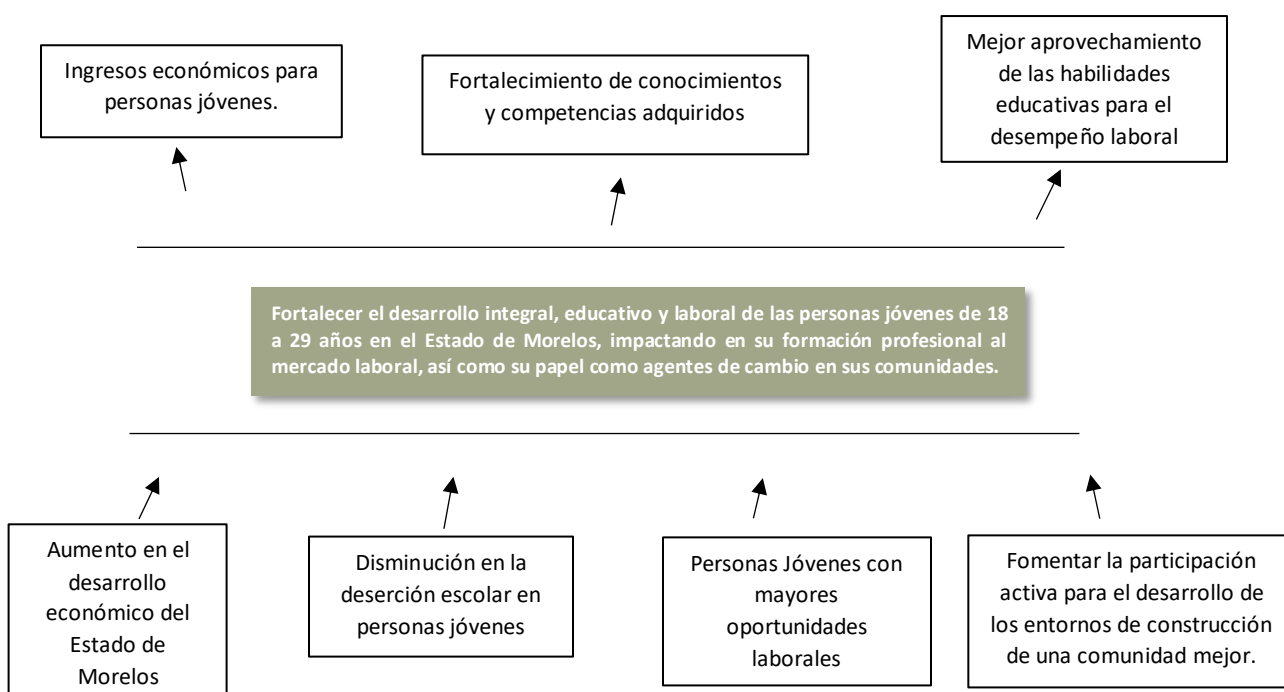 Ingresos económicos para
personas jóvenes.
Fortalecimiento de conocimientos
y competencias adquiridos
Mejor aprovechamiento
de las habilidades
educativas para el
desempeño laboral
Fortalecer el desarrollo integral, educativo y laboral de las personas jóvenes de 18
a 29 años en el Estado de Morelos, impactando en su formación profesional al
mercado laboral, así como su papel como agentes de cambio en sus comunidades.
Aumento en el
desarrollo
económico del
Estado de
Morelos
Disminución en la
deserción escolar en
personas jóvenes
Personas Jóvenes con
mayores
oportunidades
laborales
Fomentar la participación
activa para el desarrollo de
los entornos de construcción
de una comunidad mejor.